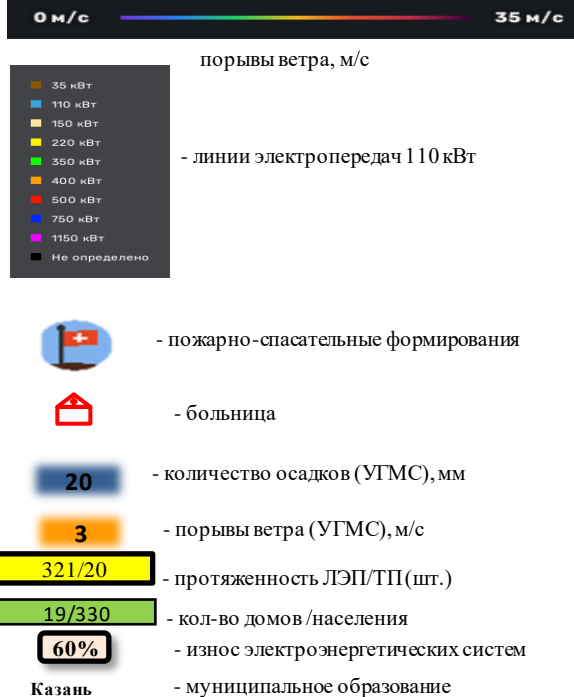 0 м/с 35 м/с
порывы ветра, м/с
35 кВт
110 кВт
150 кВт
220 кВт
350 кВт
400 кВт
500 кВт
750 кВт
1150 кВт
Не определено
- линии электропередач 110 кВт
- пожарно-спасательные формирования
- больница
20 - количество осадков (УГМС), мм
3 - порывы ветра (УГМС), м/с
321/20 - протяженность ЛЭП/ТП (шт.)
19/330 - кол-во домов /населения
60% - износ электроэнергетических систем
Казань - муниципальное образование